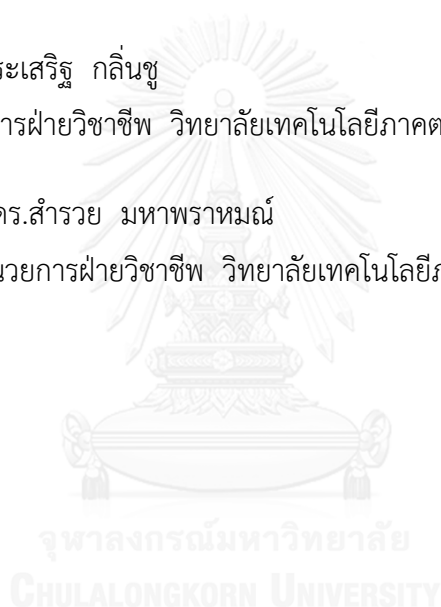 ระเสริฐ กลิ่นชู
การฝ่ายวิชาชีพ วิทยาลัยเทคโนโลยีภาคต
ดร.สำรวย มหาพราหมณ์
นวยการฝ่ายวิชาชีพ วิทยาลัยเทคโนโลยีภ
จุฬาลงกรณ์มหาวิทยาลัย
CHULALONGKORN UNIVERSITY